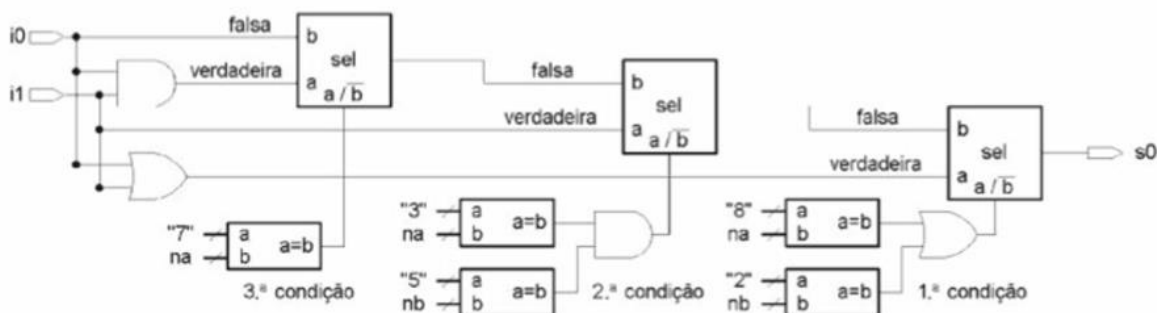 i0
falsa
b
sel
a / b̅
verdadeira
a
i1
falsa
b
sel
a / b̅
verdadeira
a
falsa
b
sel
a / b̅
verdadeira
a
s0
"7"
na
a
b
a=b
3.ª condição
"3"
na
a
b
a=b
"5"
nb
a
b
a=b
2.ª condição
"8"
na
a
b
a=b
"2"
nb
a
b
a=b
1.ª condição